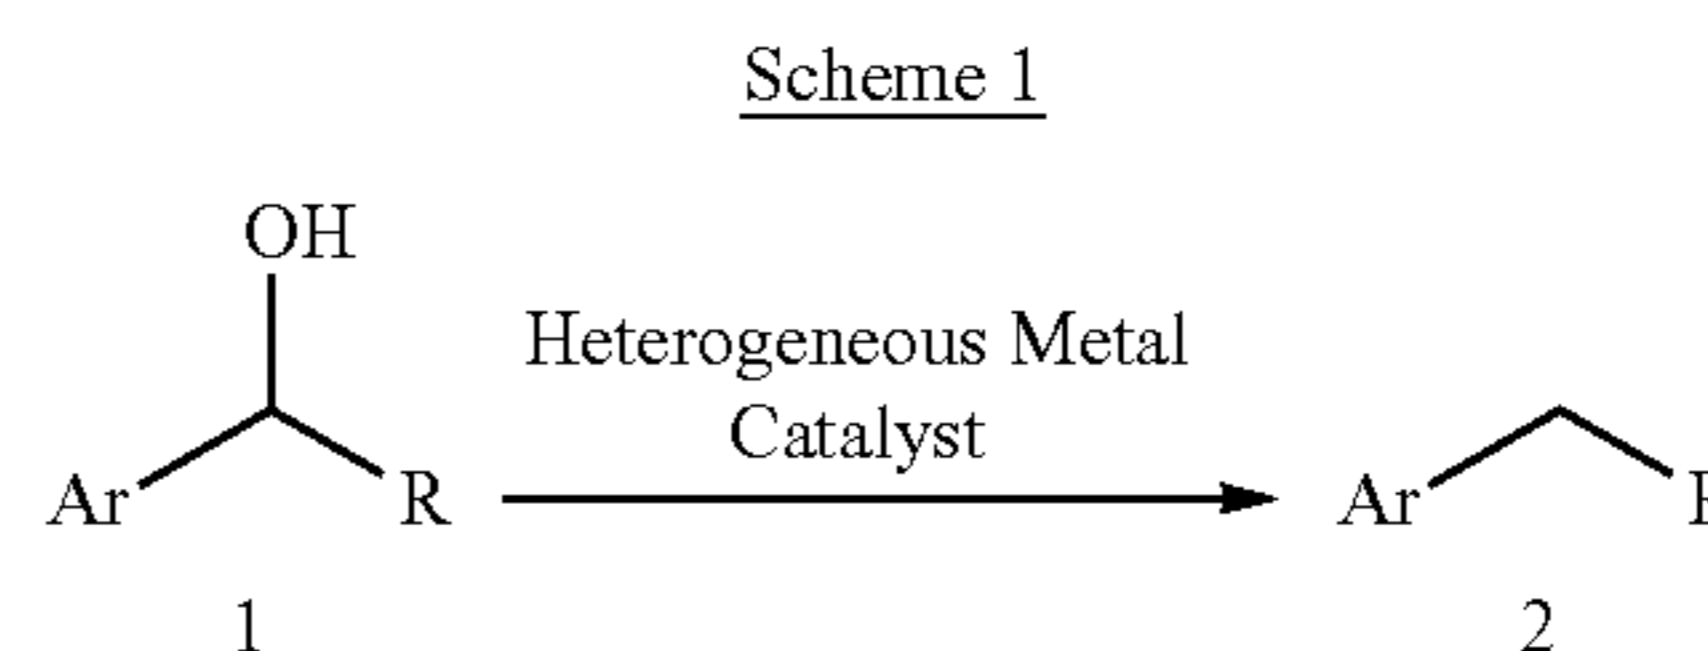 Scheme 1
OH
Heterogeneous Metal
Catalyst
Ar R Ar
1 2